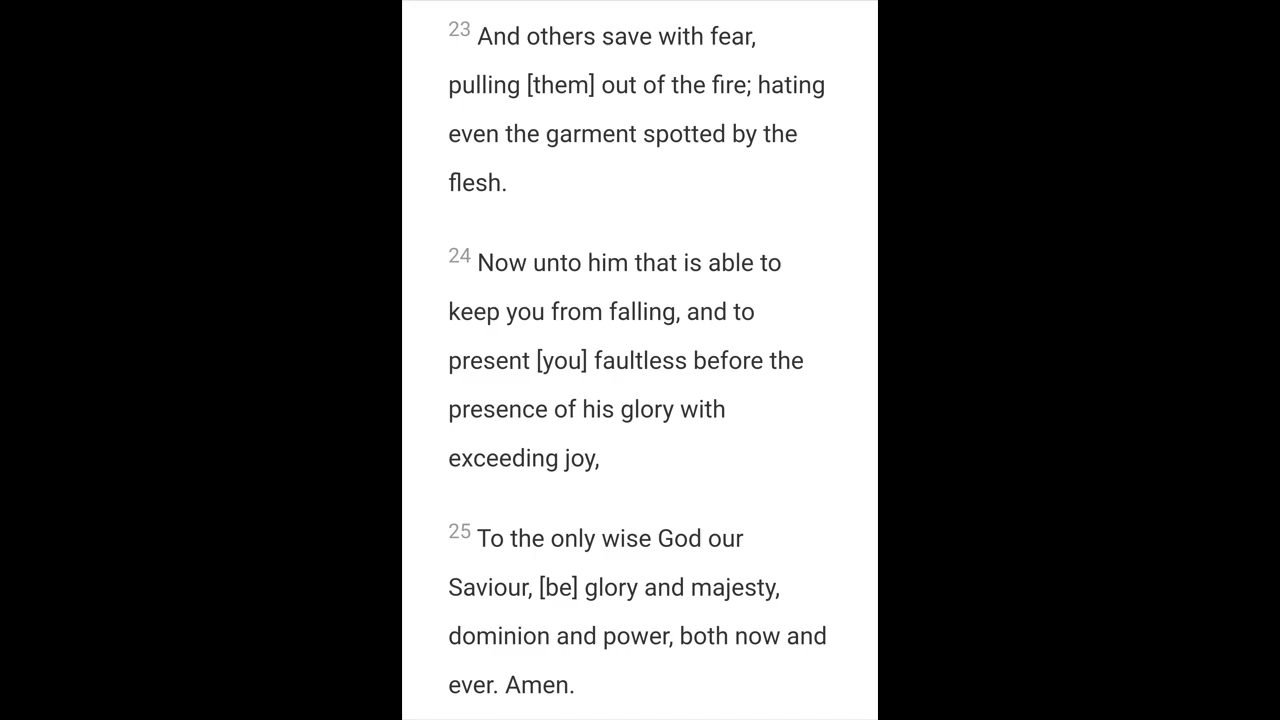 23 And others save with fear,
pulling [them] out of the fire; hating
even the garment spotted by the
flesh.
24 Now unto him that is able to
keep you from falling, and to
present [you] faultless before the
presence of his glory with
exceeding joy,
25 To the only wise God our
Saviour, [be] glory and majesty,
dominion and power, both now and
ever. Amen.